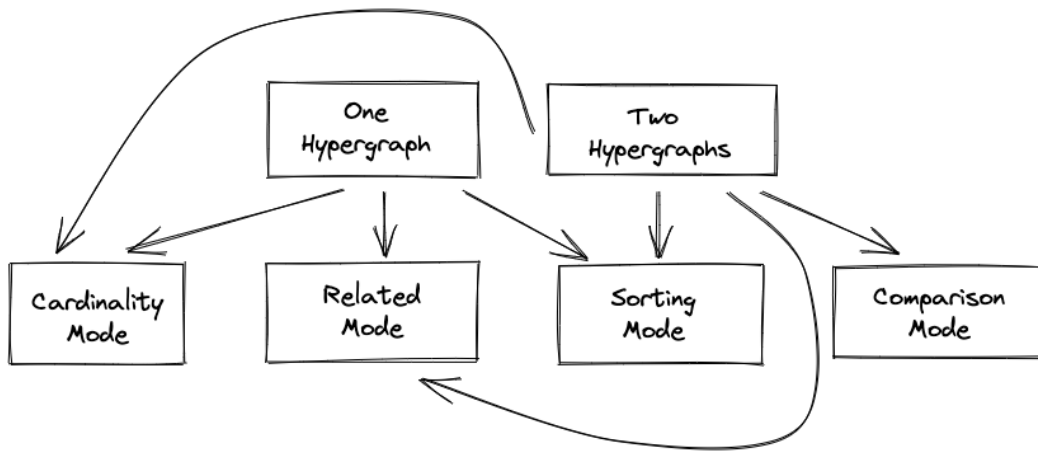 One
Hypergraph
Two
Hypergraphs
Cardinality
Mode
Related
Mode
Sorting
Mode
Comparison
Mode